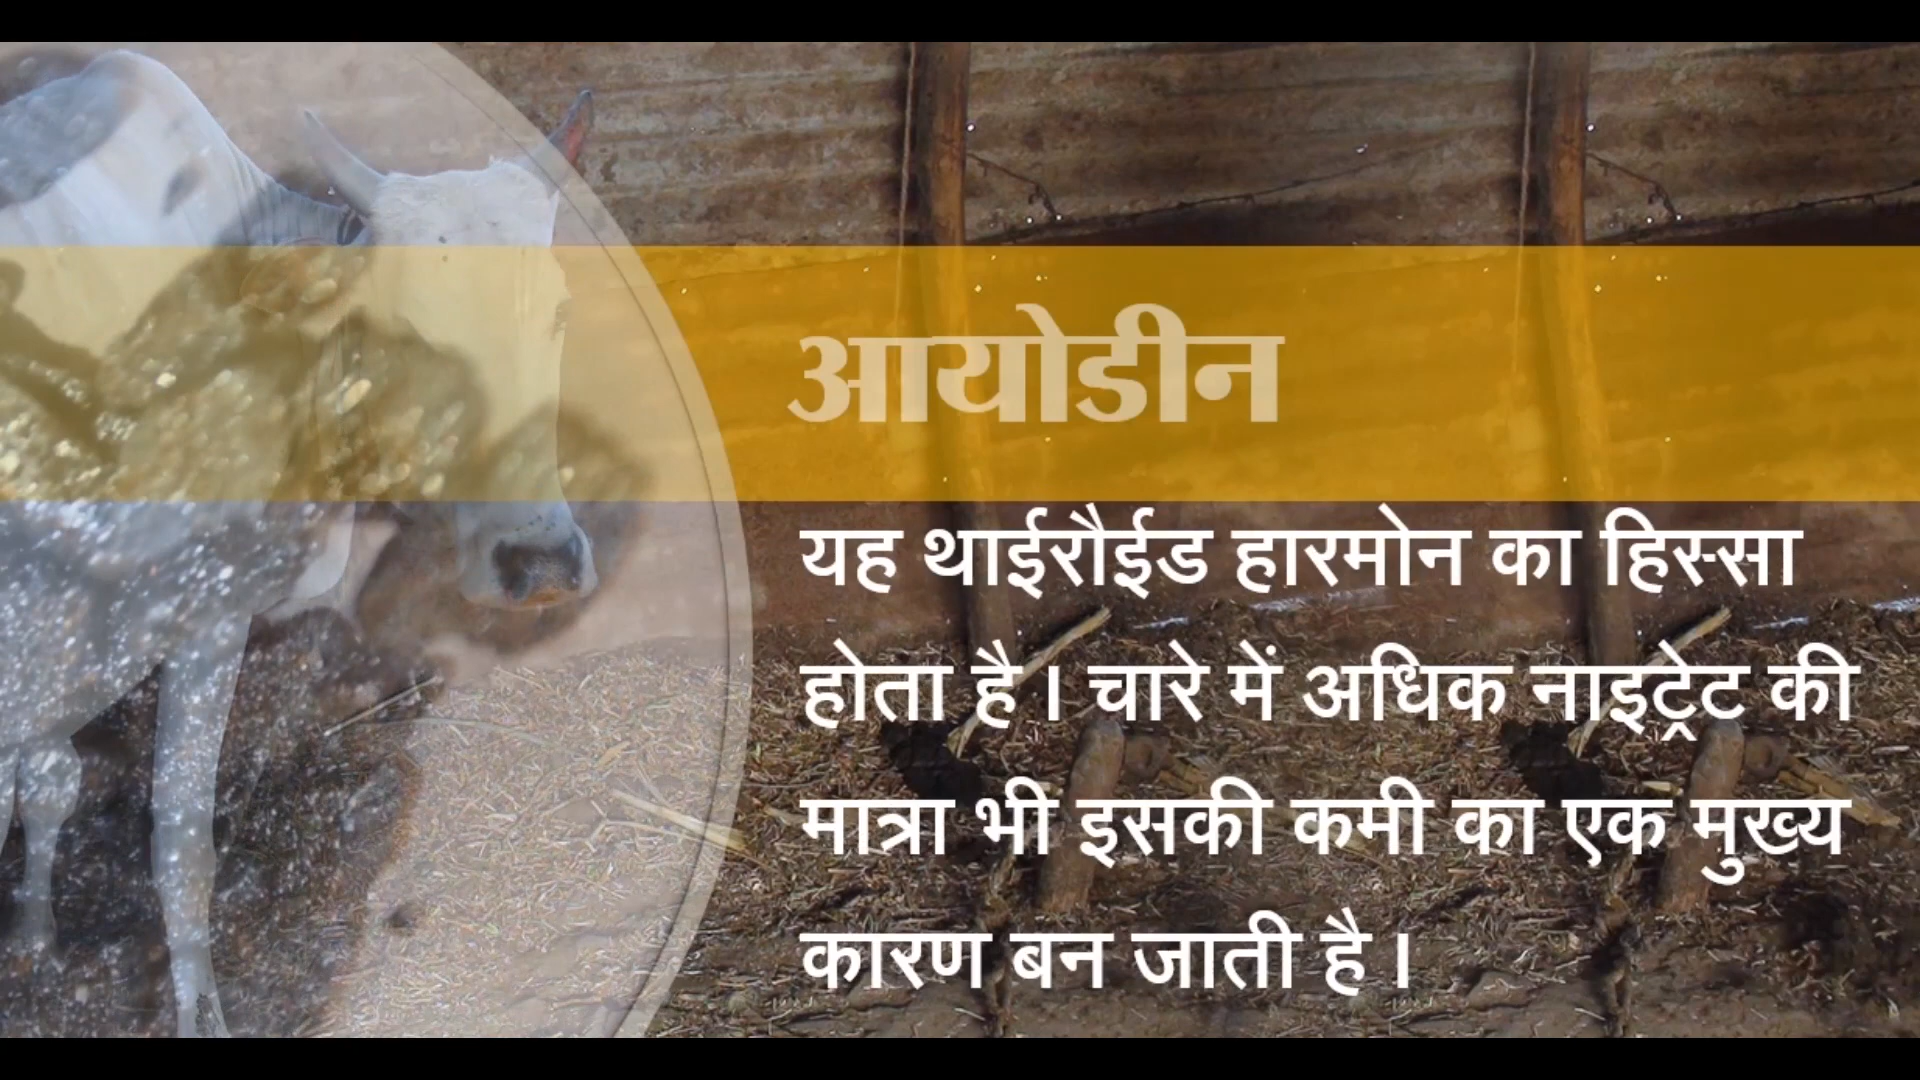 आयोडीन
यह थाईरौईड हारमोन का हिस्सा
होता है। चारे में अधिक नाइट्रेट की
मात्रा भी इसकी कमी का एक मुख्य
कारण बन जाती है।